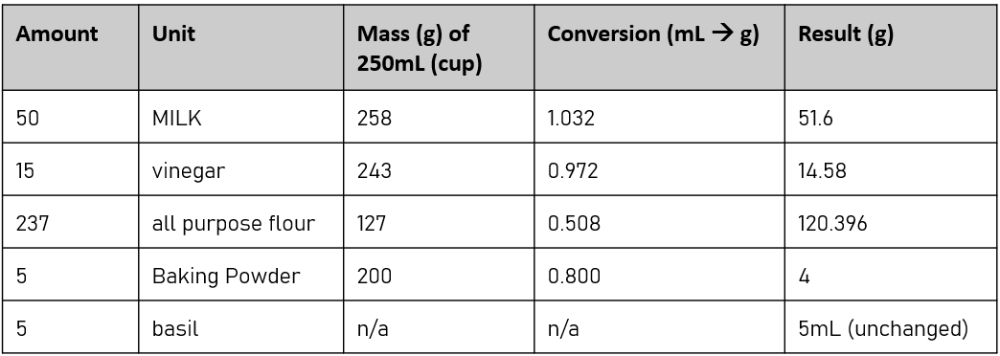 Amount Unit Mass (g) of 250mL (cup) Conversion (mL → g) Result (g)
50 MILK 258 1.032 51.6
15 vinegar 243 0.972 14.58
237 all purpose flour 127 0.508 120.396
5 Baking Powder 200 0.800 4
5 basil n/a n/a 5mL (unchanged)